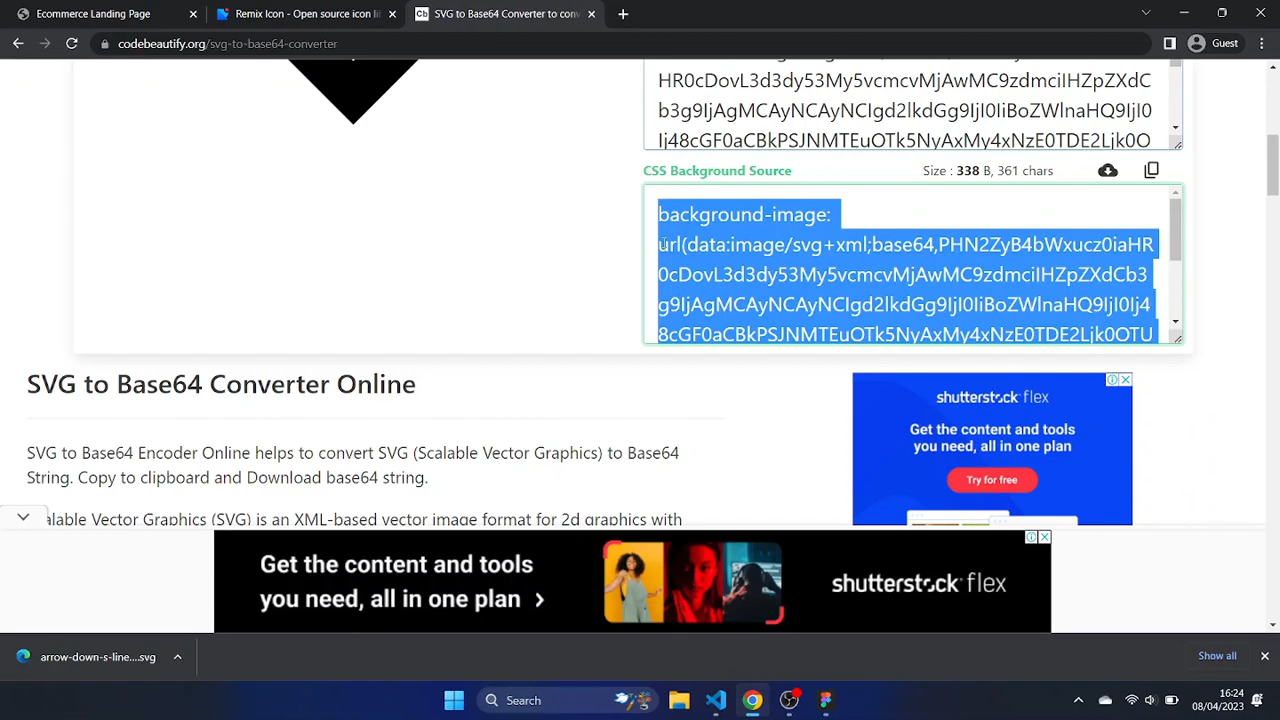 Ecommerce Landing Page
Remix Icon - Open source icon li
SVG to Base64 Converter to con
codebeautify.org/svg-to-base64-converter
Guest
HR0cDovL3d3dy53My5vcmcvMjAwMC9zdmciIHZpZXdC
b3g9IjAgMCAyNCAyNCIgd2lkdGg9IjI0IiBoZWlnaHQ9IjI0
Ij48cGF0aCBkPSJNMTEuOTk5NyAxMy4xNzE0TDE2Ljk0O
CSS Background Source
Size : 338 B, 361 chars
background-image:
url(data:image/svg+xml;base64,PHN2ZyB4bWxucz0iaHR
0cDovL3d3dy53My5vcmcvMjAwMC9zdmciIHZpZXdCb3
g9IjAgMCAyNCAyNCIgd2lkdGg9IjI0IiBoZWlnaHQ9IjI0Ij4
8cGF0aCBkPSJNMTEuOTk5NyAxMy4xNzE0TDE2Ljk0OTU
SVG to Base64 Converter Online
SVG to Base64 Encoder Online helps to convert SVG (Scalable Vector Graphics) to Base64
String. Copy to clipboard and Download base64 string.
alable Vector Graphics (SVG) is an XML-based vector image format for 2d graphics with
shutterstock flex
Get the content and tools
you need, all in one plan
Try for free
Get the content and tools
you need, all in one plan >
shutterstock flex
arrow-down-s-line....svg
Show all
Search
16:24
08/04/2023